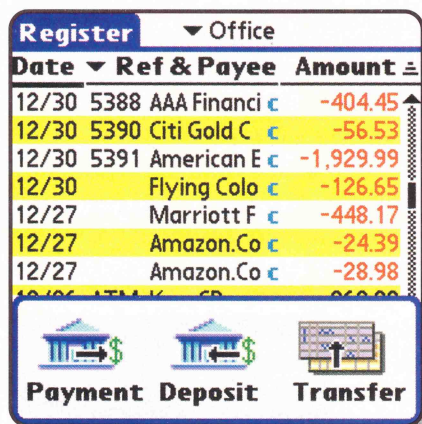 Register ▼ Office
Date ▼ Ref & Payee Amount
12/30 5388 AAA Financi c -404.45
12/30 5390 Citi Gold C c -56.53
12/30 5391 American E c -1,929.99
12/30 Flying Colo c -126.65
12/27 Marriott F c -448.17
12/27 Amazon.Co c -24.39
12/27 Amazon.Co c -28.98
Payment Deposit Transfer